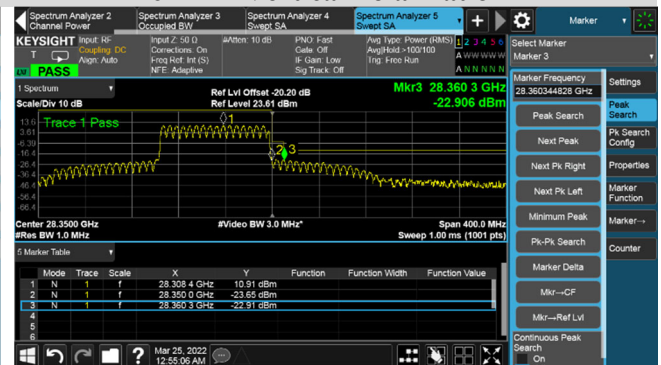 Spectrum Analyzer 2
Channel Power
Spectrum Analyzer 3
Occupied BW
Spectrum Analyzer 4
Swept SA
Spectrum Analyzer 5
Swept SA
Marker
KEYSIGHT
Input: RF
Coupling: DC
Align: Auto
T
PASS
Input Z: 50 Ω
Corrections: On
Freq Ref: Int (S)
NFE: Adaptive
#Atten: 10 dB
PNO: Fast
Gate: Off
IF Gain: Low
Sig Track: Off
Avg Type: Power (RMS)
Avg|Hold:>100/100
Trig: Free Run
1 2 3 4 5 6
A W W W W W
A N N N N N
Select Marker
Marker 3
1 Spectrum
Scale/Div 10 dB
Ref Lvl Offset -20.20 dB
Ref Level 23.61 dBm
Mkr3 28.360 3 GHz
-22.906 dBm
Trace 1 Pass
13.6
3.61
-6.39
-16.4
-26.4
-36.4
-46.4
-56.4
-66.4
1
2
3
Center 28.3500 GHz
#Res BW 1.0 MHz
#Video BW 3.0 MHz*
Span 400.0 MHz
Sweep 1.00 ms (1001 pts)
5 Marker Table
Mode Trace Scale X Y Function Function Width Function Value
1 N 1 f 28.308 4 GHz 10.91 dBm
2 N 1 f 28.350 0 GHz -23.65 dBm
3 N 1 f 28.360 3 GHz -22.91 dBm
4
5
6
Marker Frequency
28.360344828 GHz
Peak Search
Next Peak
Next Pk Right
Next Pk Left
Minimum Peak
Pk-Pk Search
Marker Delta
Mkr→CF
Mkr→Ref Lvl
Continuous Peak
Search
On
Settings
Peak
Search
Pk Search
Config
Properties
Marker
Function
Marker→
Counter
Mar 25, 2022
12:55:06 AM